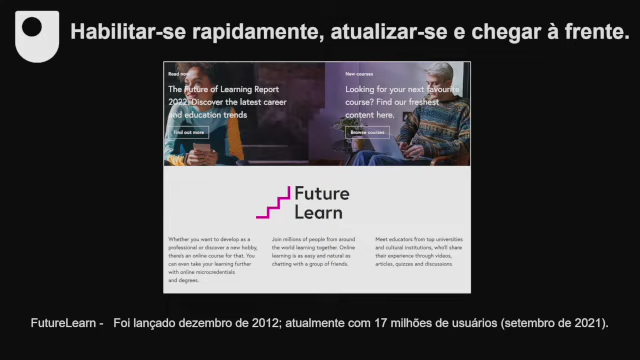 Habilitar-se rapidamente, atualizar-se e chegar à frente.
Read now
The Future of Learning Report
2022: Discover the latest career
and education trends
Find out more
New courses
Looking for your next favourite
course? Find our freshest
content here.
Browse courses
Future
Learn
Whether you want to develop as a
professional or discover a new hobby,
there's an online course for that. You
can even take your learning further
with online microcredentials
and degrees.
Join millions of people from around
the world learning together. Online
learning is as easy and natural as
chatting with a group of friends.
Meet educators from top universities
and cultural institutions, who'll share
their experience through videos,
articles, quizzes and discussions.
FutureLearn - Foi lançado dezembro de 2012; atualmente com 17 milhões de usuários (setembro de 2021).